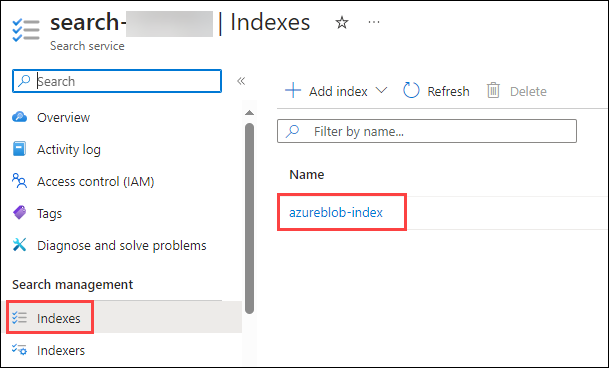 search- | Indexes
Search service
Search
Overview
Activity log
Access control (IAM)
Tags
Diagnose and solve problems
Search management
Indexes
Indexers
Add index
Refresh
Delete
Filter by name...
Name
azureblob-index